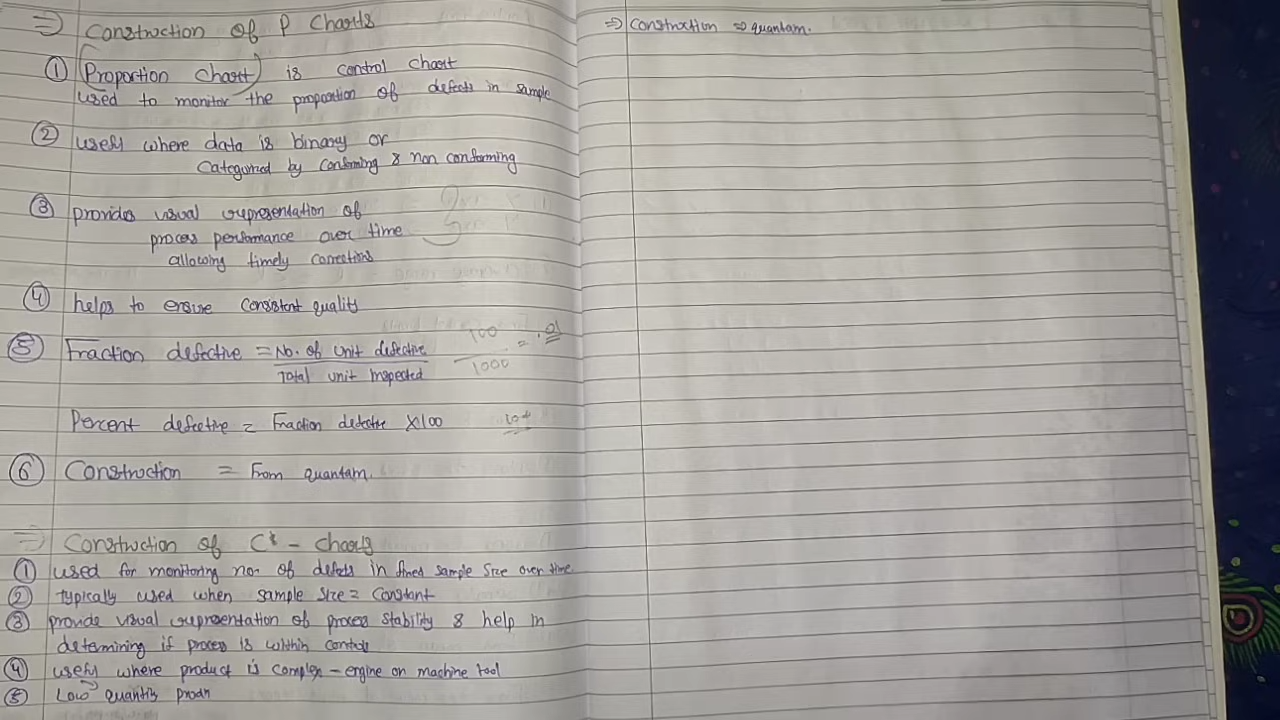 ⇒ Construction of P Charts
① (Proportion Chart) is control chart
used to monitor the proportion of defects in sample
② usefl where data is binary or
Categorized by conforming & non conforming
③ provides visual representation of
process performance over time
allowing timely corrections
④ helps to ensure consistent quality
⑤ Fraction defective = No. of unit defective
Total unit inspected
100
1000
Percent defective = Fraction defective X100
⑥ Construction = From quantam.
⇒ Construction of C - Charts
① used for monitoring no. of defects in fixed sample size over time
② typically used when sample size = constant
③ provide visual representation of process stability & help in
determining if process is within control
④ usefl where product is complex - engine or machine tool
⑤ Low quantity prodn
⇒ Construction ⇒ quantam.